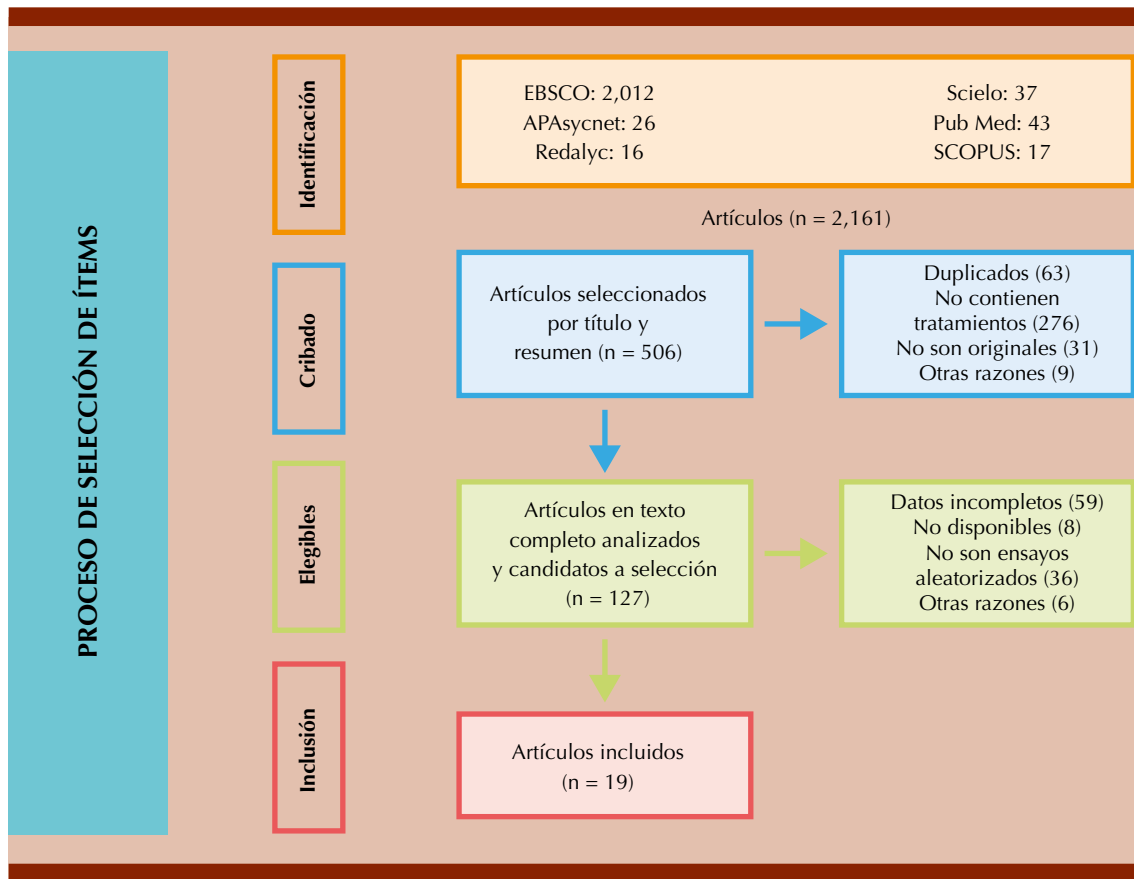 PROCESO DE SELECCIÓN DE ÍTEMS
Identificación
EBSCO: 2,012
APAsycnet: 26
Redalyc: 16
Scielo: 37
Pub Med: 43
SCOPUS: 17
Artículos (n = 2,161)
Cribado
Artículos seleccionados
por título y
resumen (n = 506)
Duplicados (63)
No contienen
tratamientos (276)
No son originales (31)
Otras razones (9)
Elegibles
Artículos en texto
completo analizados
y candidatos a selección
(n = 127)
Datos incompletos (59)
No disponibles (8)
No son ensayos
aleatorizados (36)
Otras razones (6)
Inclusión
Artículos incluidos
(n = 19)